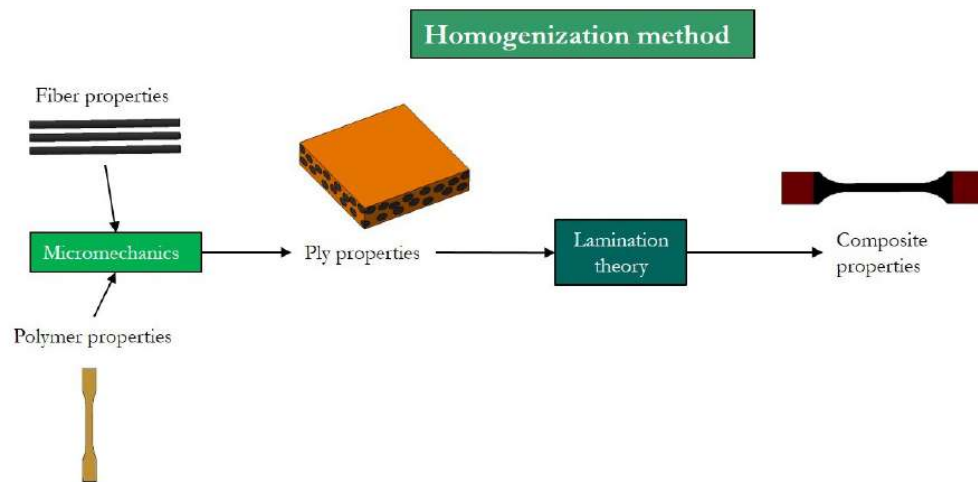 Homogenization method
Fiber properties
Micromechanics
Ply properties
Lamination
theory
Composite
properties
Polymer properties